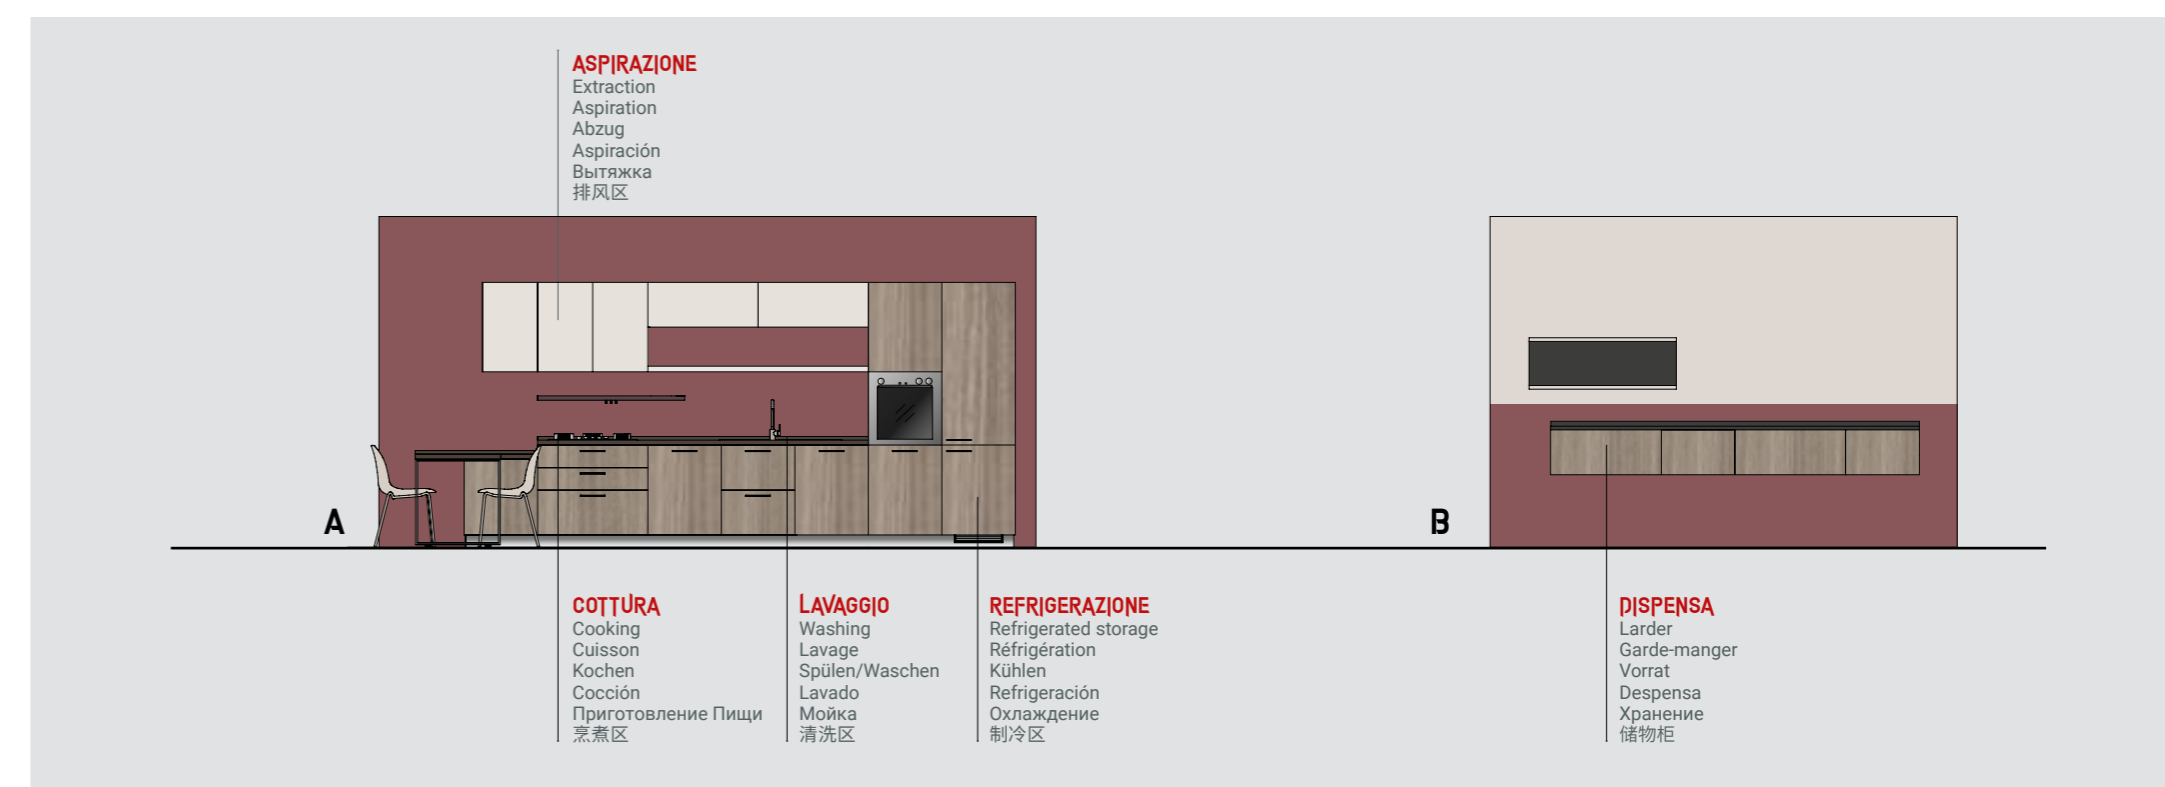 ASPIRAZIONE
Extraction
Aspiration
Abzug
Aspiración
Вытяжка
排风区
A
B
COTTURA
Cooking
Cuisson
Kochen
Cocción
Приготовление Пищи
烹煮区
LAVAGGIO
Washing
Lavage
Spülen/Waschen
Lavado
Мойка
清洗区
REFRIGERAZIONE
Refrigerated storage
Réfrigération
Kühlen
Refrigeración
Охлаждение
制冷区
DISPENSA
Larder
Garde-manger
Vorrat
Despensa
Хранение
储物柜